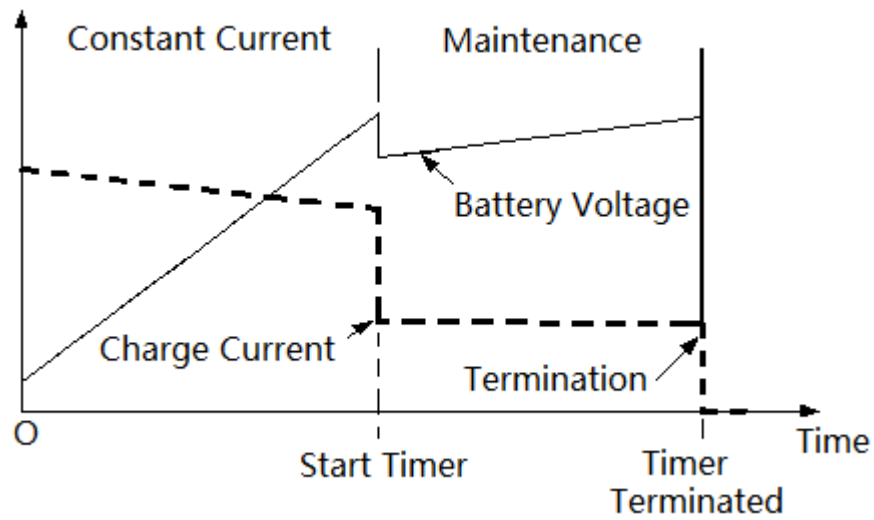 Constant Current
Maintenance
Battery Voltage
Charge Current
Termination
O
Time
Start Timer
Timer
Terminated